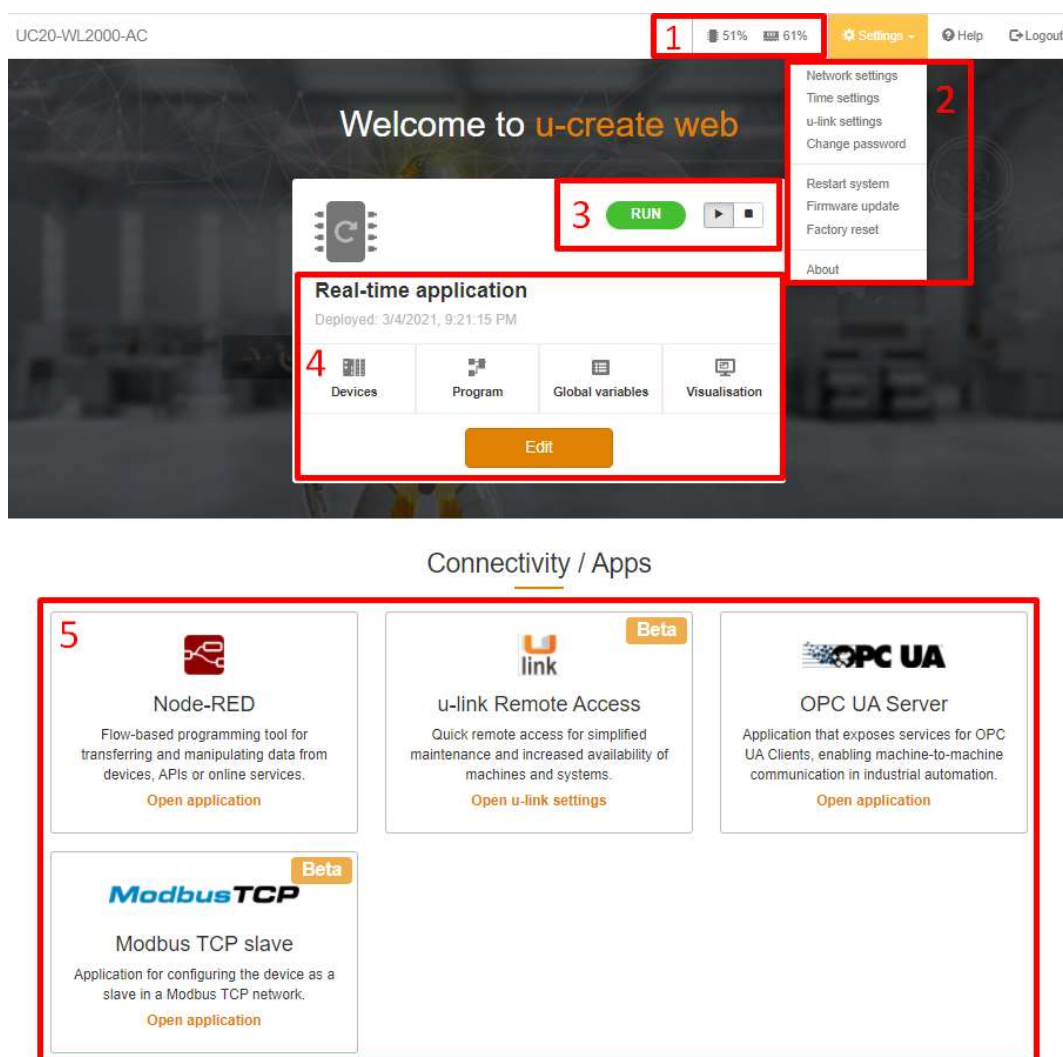 UC20-WL2000-AC
1 51% 61% Settings Help Logout
Network settings
Time settings
u-link settings
Change password
Restart system
Firmware update
Factory reset
About
2
Welcome to u-create web
3 RUN
Real-time application
Deployed: 3/4/2021, 9:21:15 PM
4
Devices Program Global variables Visualisation
Edit
Connectivity / Apps
5
Node-RED
Flow-based programming tool for
transferring and manipulating data from
devices, APIs or online services.
Open application
Beta
u
link
u-link Remote Access
Quick remote access for simplified
maintenance and increased availability of
machines and systems.
Open u-link settings
OPC UA
OPC UA Server
Application that exposes services for OPC
UA Clients, enabling machine-to-machine
communication in industrial automation.
Open application
Beta
ModbusTCP
Modbus TCP slave
Application for configuring the device as a
slave in a Modbus TCP network.
Open application